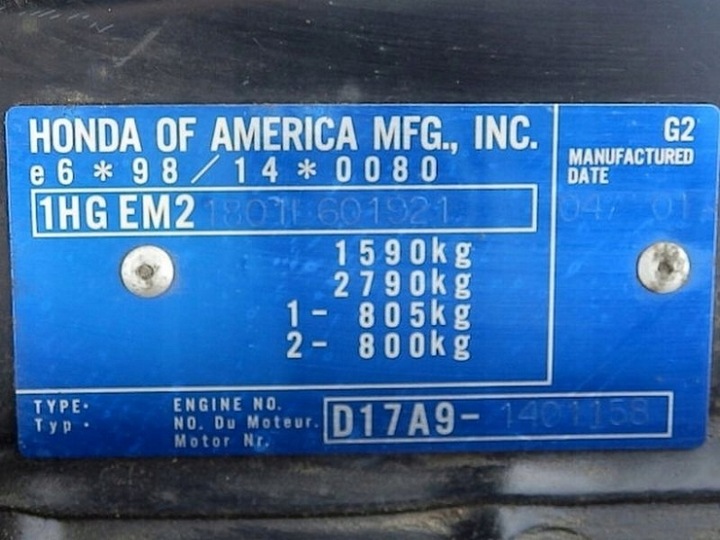 HONDA OF AMERICA MFG., INC.
G2
e6*98/14*0080
MANUFACTURED
DATE
1HG EM2
04/ 01
1590kg
2790kg
1- 805kg
2- 800kg
TYPE:
Typ :
ENGINE NO.
NO. Du Moteur.
Motor Nr.
D17A9- 1401158